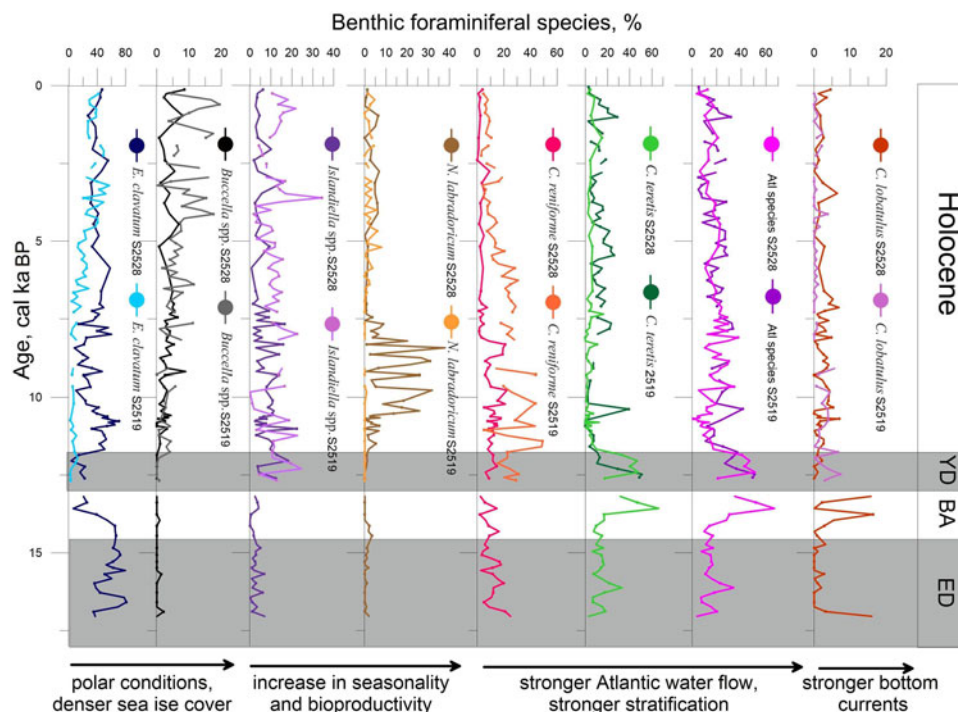 Benthic foraminiferal species, %
0 40 80
0 10 20
0 20 40
0 10 20 30 40
0 20 40 60
0 20 40 60
0 20 40 60
0 10 20
Age, cal ka BP
0
5
10
15
E. clavatum S2528
E. clavatum S2519
Buccella spp. S2528
Buccella spp. S2519
Islandiella spp. S2528
Islandiella spp. S2519
N. labradoricum S2528
N. labradoricum S2519
C. reniforme S2528
C. reniforme S2519
C. teretis S2528
C. teretis 2519
Atl species S2528
Atl species S2519
C. lobatulus S2528
C. lobatulus S2519
Holocene
YD
BA
ED
polar conditions,
denser sea ise cover
increase in seasonality
and bioproductivity
stronger Atlantic water flow,
stronger stratification
stronger bottom
currents